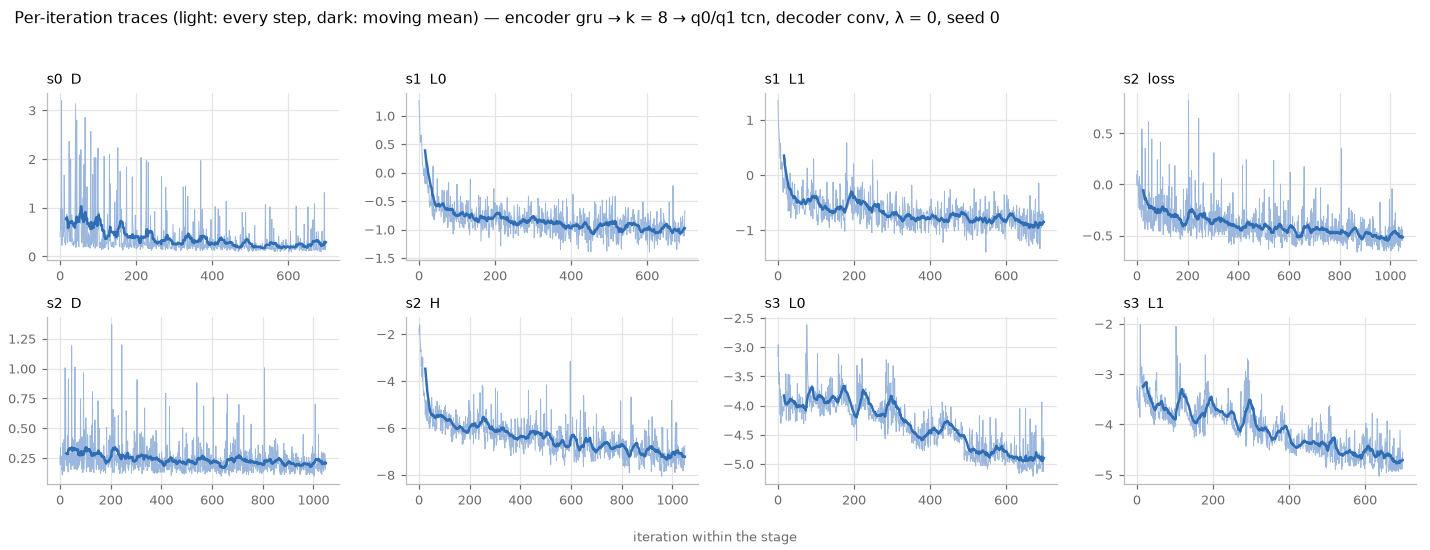 Per-iteration traces (light: every step, dark: moving mean) — encoder gru → k = 8 → q0/q1 tcn, decoder conv, λ = 0, seed 0
s0 D
s1 L0
s1 L1
s2 loss
3
2
1
0
0 200 400 600
1.0
0.5
0.0
−0.5
−1.0
−1.5
0 200 400 600
1
0
−1
0 200 400 600
0.5
0.0
−0.5
0 200 400 600 800 1000
s2 D
s2 H
s3 L0
s3 L1
1.25
1.00
0.75
0.50
0.25
0 200 400 600 800 1000
−2
−4
−6
−8
0 200 400 600 800 1000
−2.5
−3.0
−3.5
−4.0
−4.5
−5.0
0 200 400 600
−2
−3
−4
−5
0 200 400 600
iteration within the stage